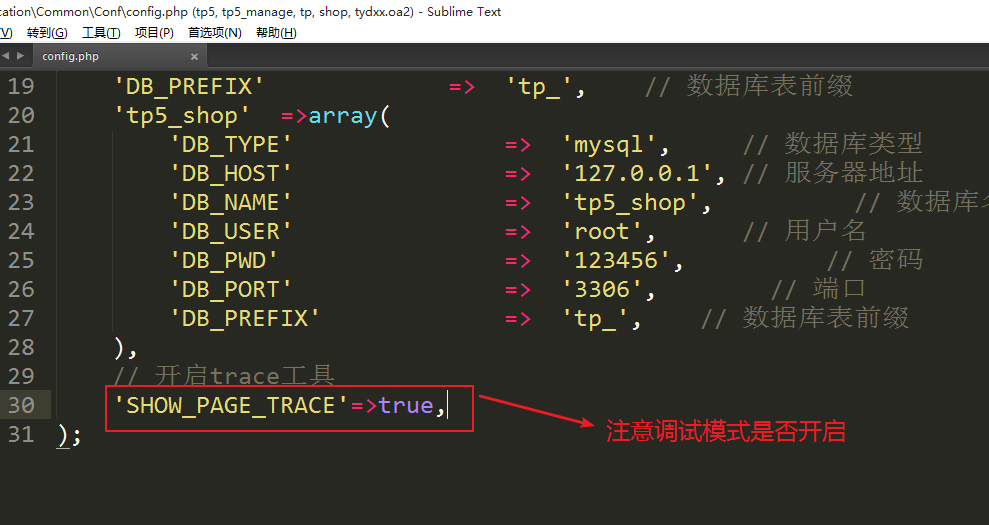 cation\Common\Conf\config.php (tp5, tp5_manage, tp, shop, tydxx.oa2) - Sublime Text
(V) 转到(G) 工具(T) 项目(P) 首选项(N) 帮助(H)
config.php ×
19 'DB_PREFIX' => 'tp_', // 数据库表前缀
20 'tp5_shop' =>array(
21 'DB_TYPE' => 'mysql', // 数据库类型
22 'DB_HOST' => '127.0.0.1', // 服务器地址
23 'DB_NAME' => 'tp5_shop', // 数据库名
24 'DB_USER' => 'root', // 用户名
25 'DB_PWD' => '123456', // 密码
26 'DB_PORT' => '3306', // 端口
27 'DB_PREFIX' => 'tp_', // 数据库表前缀
28 ),
29 // 开启trace工具
30 'SHOW_PAGE_TRACE'=>true,
注意调试模式是否开启
31 );